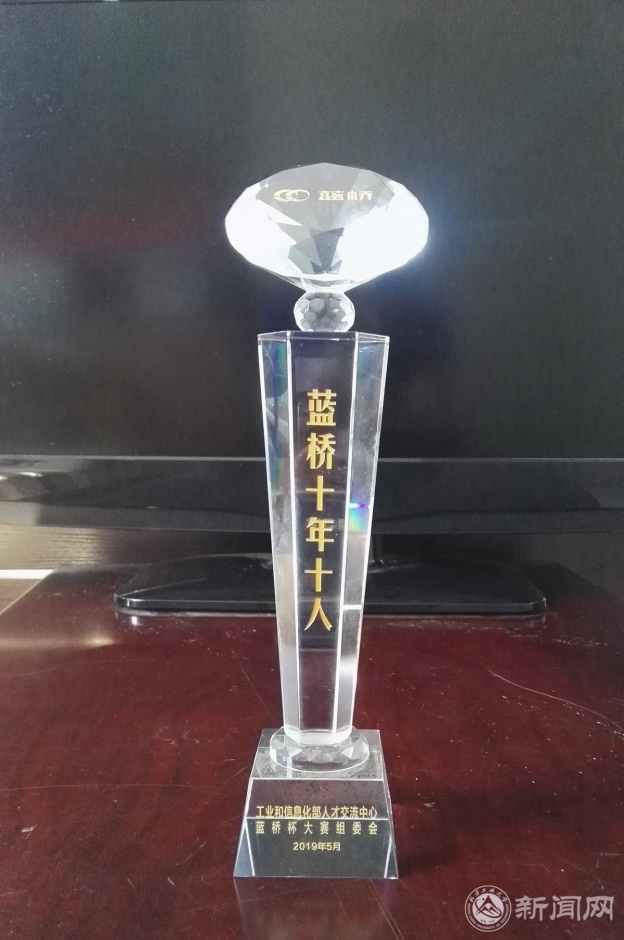 蓝桥
蓝桥十年十人
工业和信息化部人才交流中心
蓝桥杯大赛组委会
2019年5月
新闻网